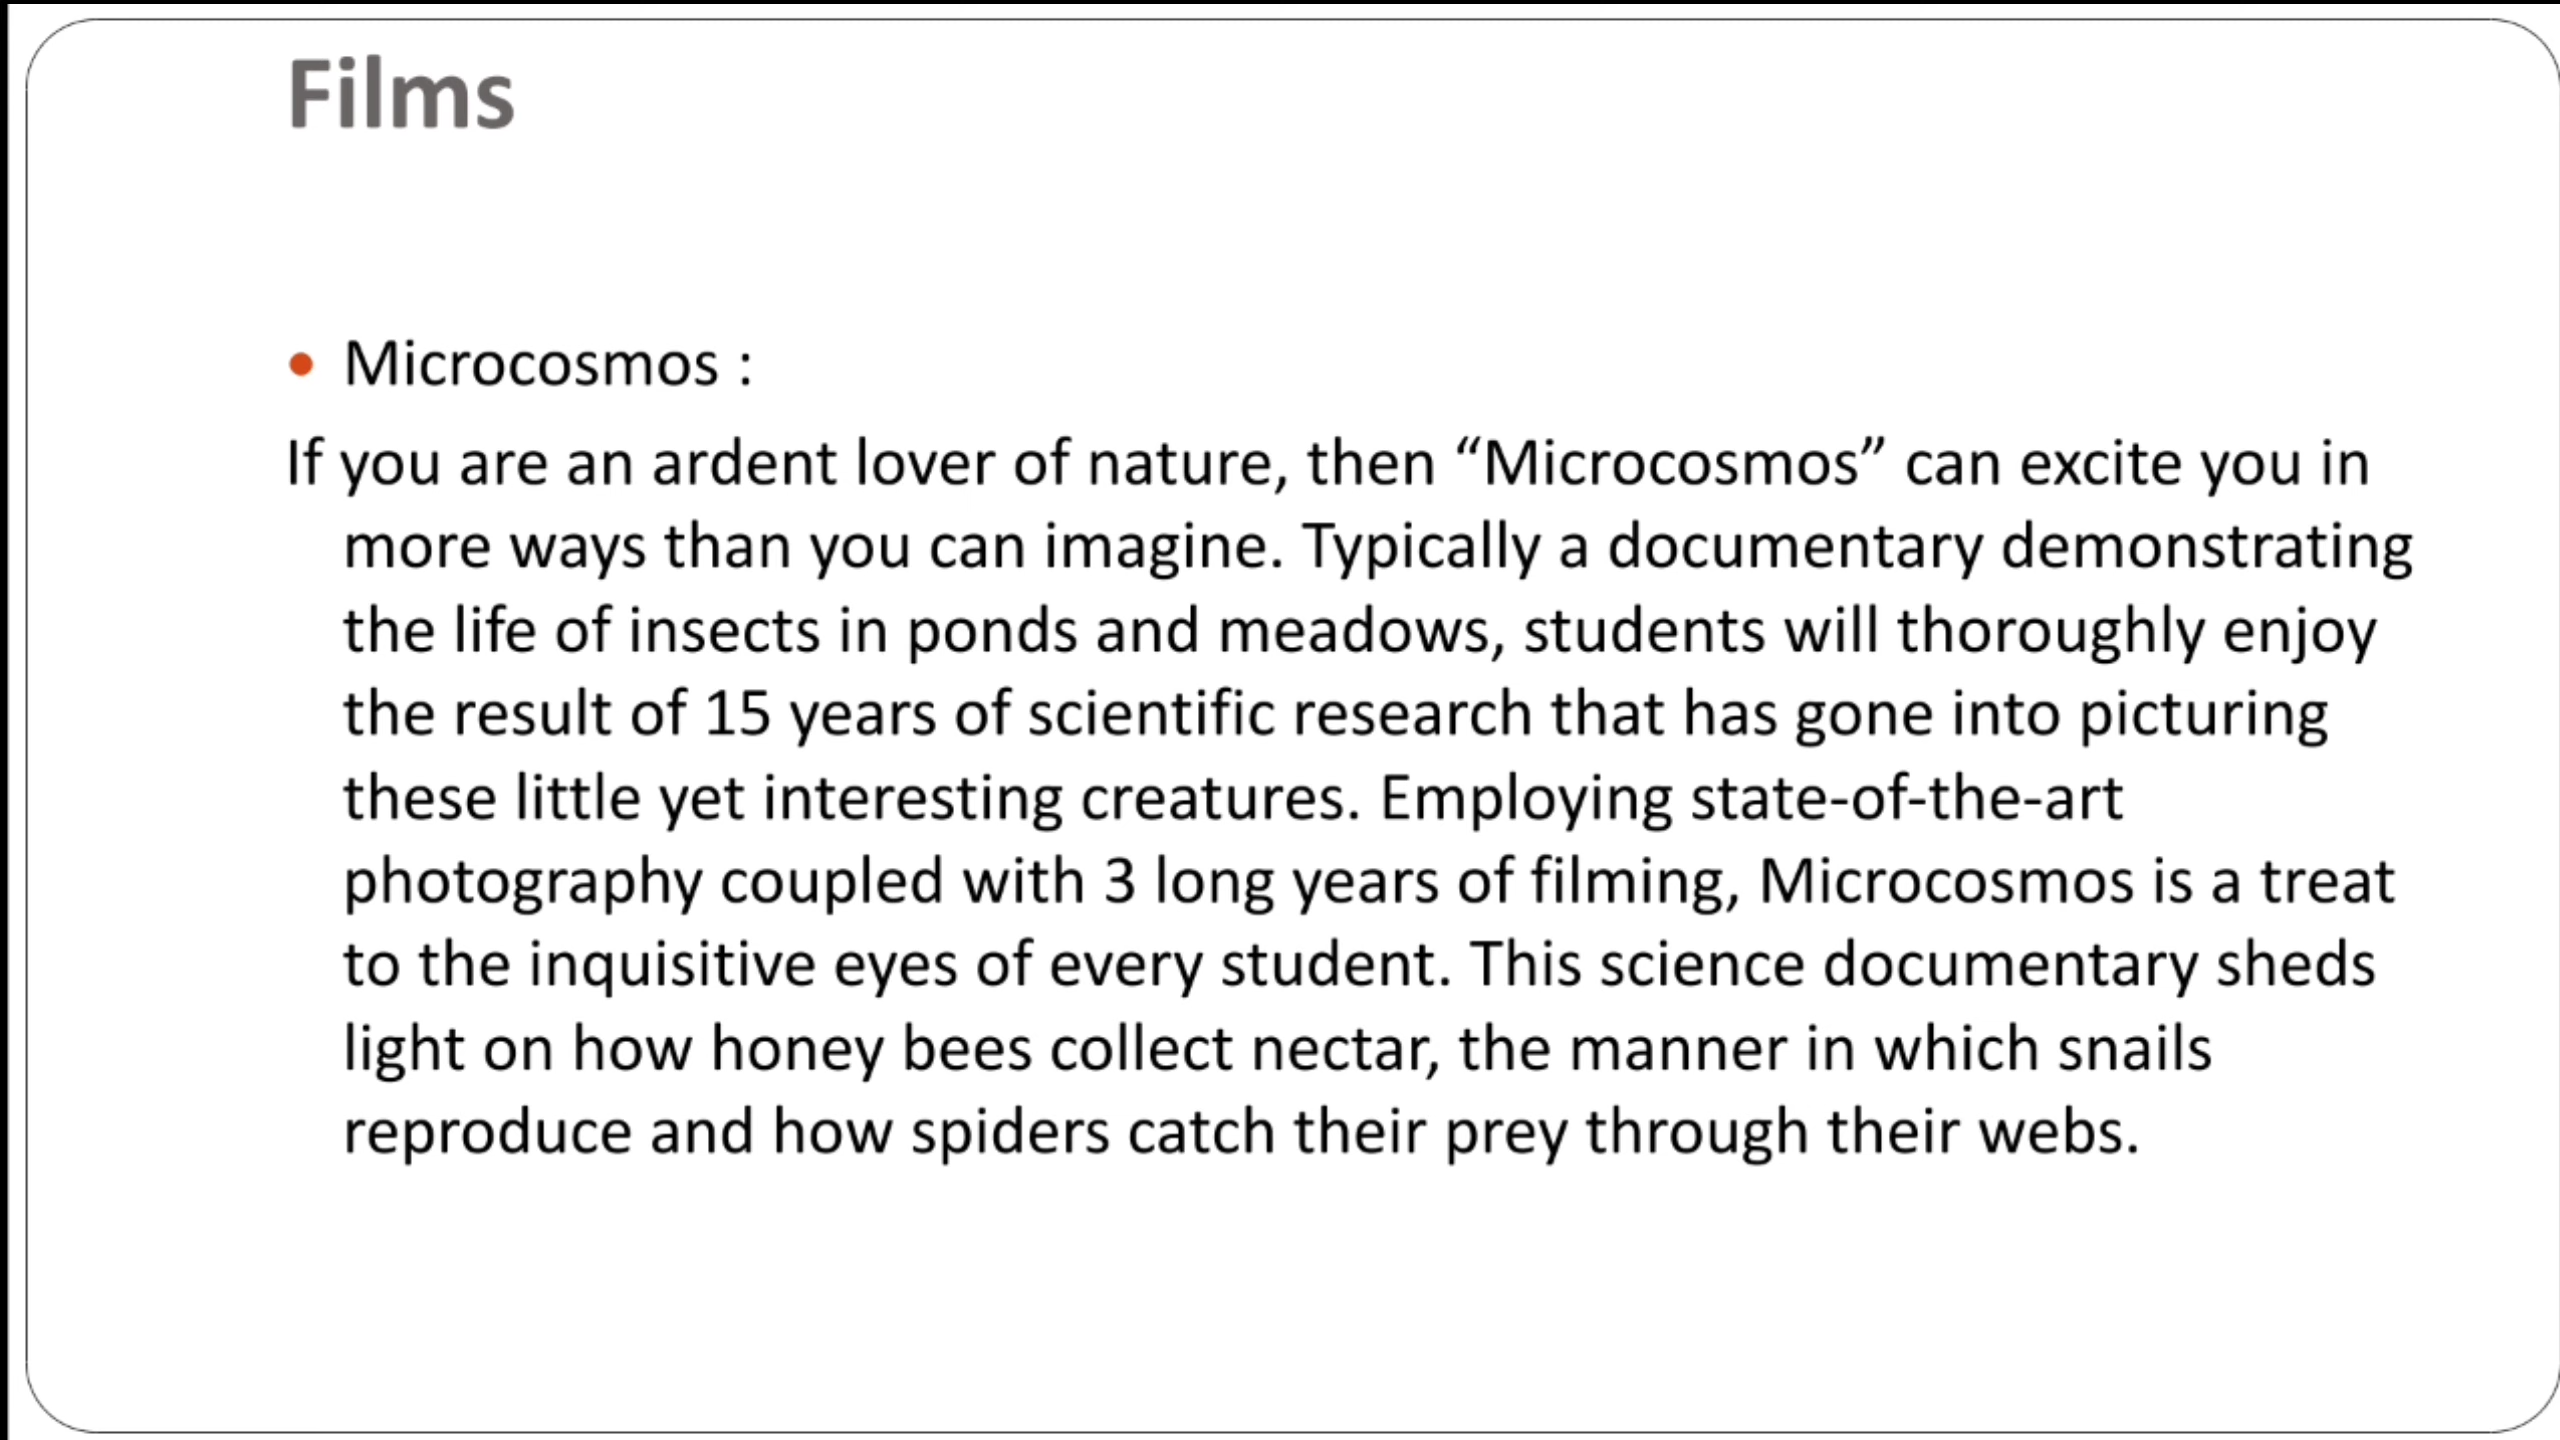 Films
• Microcosmos :
If you are an ardent lover of nature, then “Microcosmos” can excite you in
more ways than you can imagine. Typically a documentary demonstrating
the life of insects in ponds and meadows, students will thoroughly enjoy
the result of 15 years of scientific research that has gone into picturing
these little yet interesting creatures. Employing state-of-the-art
photography coupled with 3 long years of filming, Microcosmos is a treat
to the inquisitive eyes of every student. This science documentary sheds
light on how honey bees collect nectar, the manner in which snails
reproduce and how spiders catch their prey through their webs.